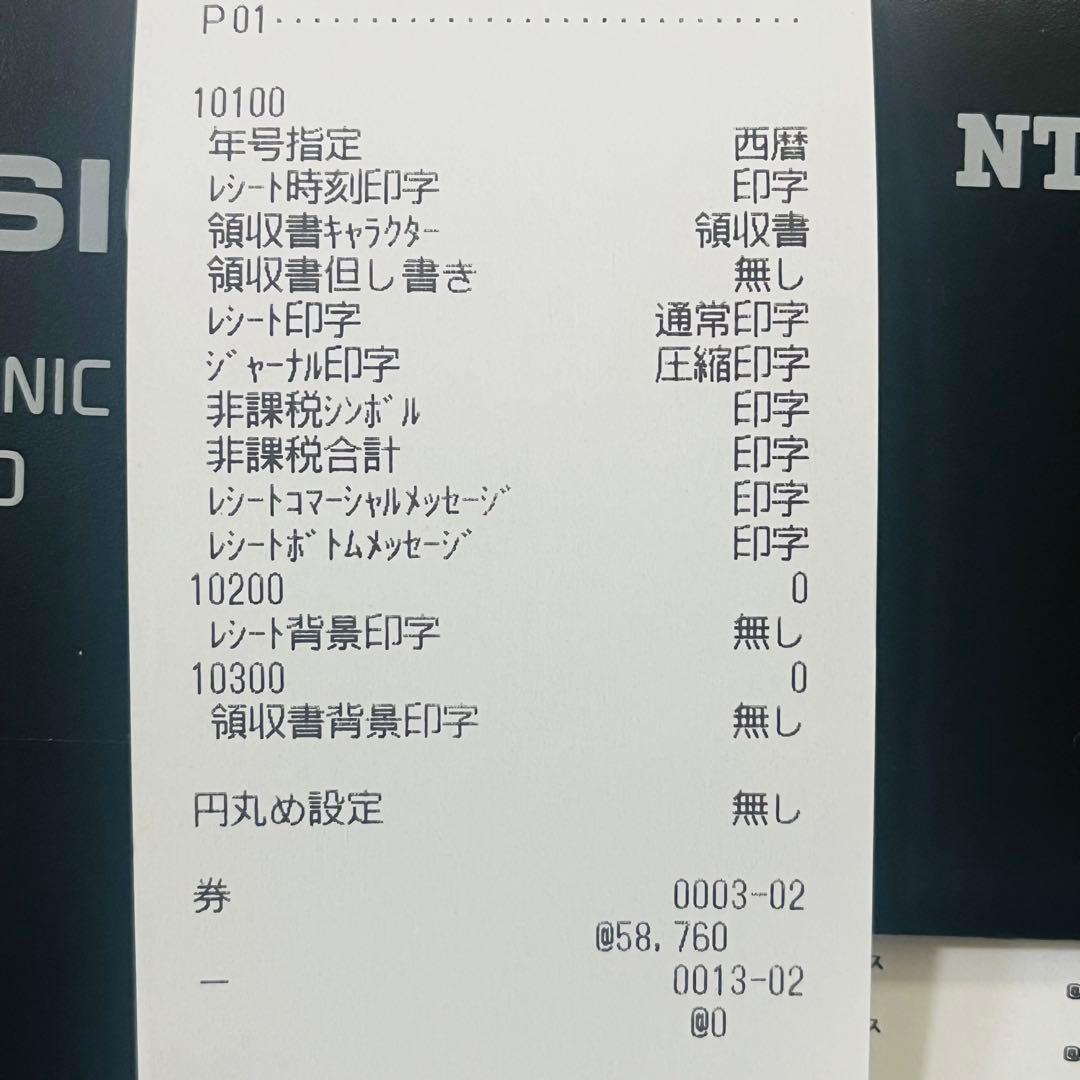 P01
10100
年号指定 西暦
ﾚｼｰﾄ時刻印字 印字
領収書ｷｬﾗｸﾀｰ 領収書
領収書但し書き 無し
ﾚｼｰﾄ印字 通常印字
ｼﾞｬｰﾅﾙ印字 圧縮印字
非課税ｼﾝﾎﾞﾙ 印字
非課税合計 印字
ﾚｼｰﾄｺﾏｰｼｬﾙﾒｯｾｰｼﾞ 印字
ﾚｼｰﾄﾎﾞﾄﾑﾒｯｾｰｼﾞ 印字
10200 0
ﾚｼｰﾄ背景印字 無し
10300 0
領収書背景印字 無し
円丸め設定 無し
券 0003-02
@58,760
ー 0013-02
@0
SI
NIC
NT
ス
@
ス
@